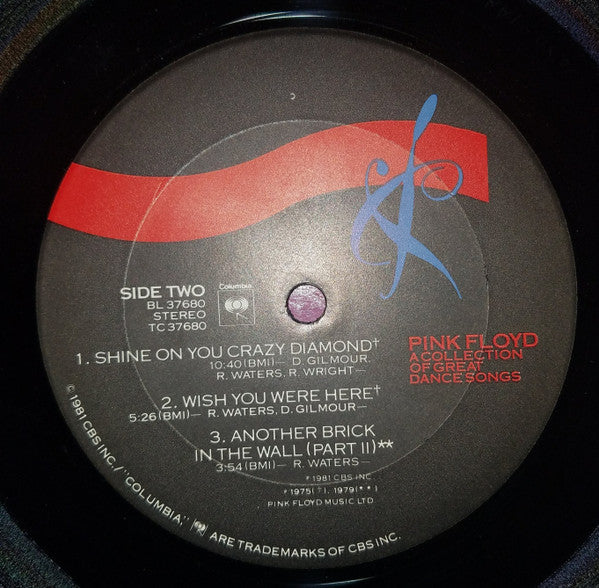 SIDE TWO
BL 37680
STEREO
TC 37680
Columbia
1. SHINE ON YOU CRAZY DIAMOND†
10:40 (BMI)— D. GILMOUR,
R. WATERS, R. WRIGHT—
2. WISH YOU WERE HERE†
5:26 (BMI)— R. WATERS, D. GILMOUR—
3. ANOTHER BRICK
IN THE WALL (PART II)**
3:54 (BMI)— R. WATERS—
℗ 1981 CBS INC.
℗ 1975(†), 1979(**)
PINK FLOYD MUSIC LTD.
PINK FLOYD
A COLLECTION
OF GREAT
DANCE SONGS
© 1981 CBS INC./"COLUMBIA" ARE TRADEMARKS OF CBS INC.